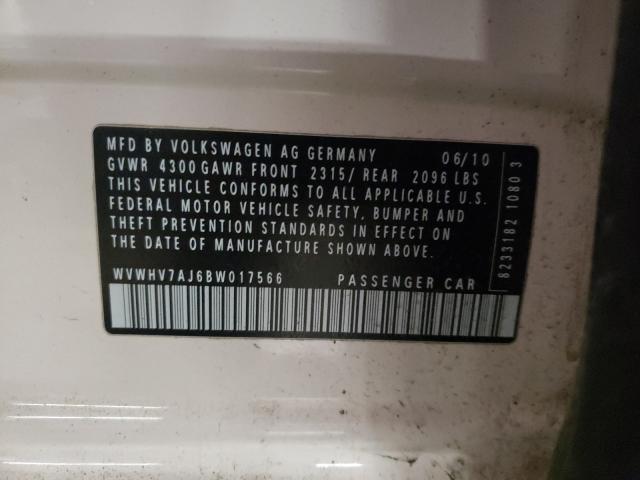 MFD BY VOLKSWAGEN AG GERMANY 06/10
GVWR 4300 GAWR FRONT 2315/ REAR 2096 LBS
THIS VEHICLE CONFORMS TO ALL APPLICABLE U.S.
FEDERAL MOTOR VEHICLE SAFETY, BUMPER AND
THEFT PREVENTION STANDARDS IN EFFECT ON
THE DATE OF MANUFACTURE SHOWN ABOVE.
WVWHV7AJ6BW017566 PASSENGER CAR
8233182 10803